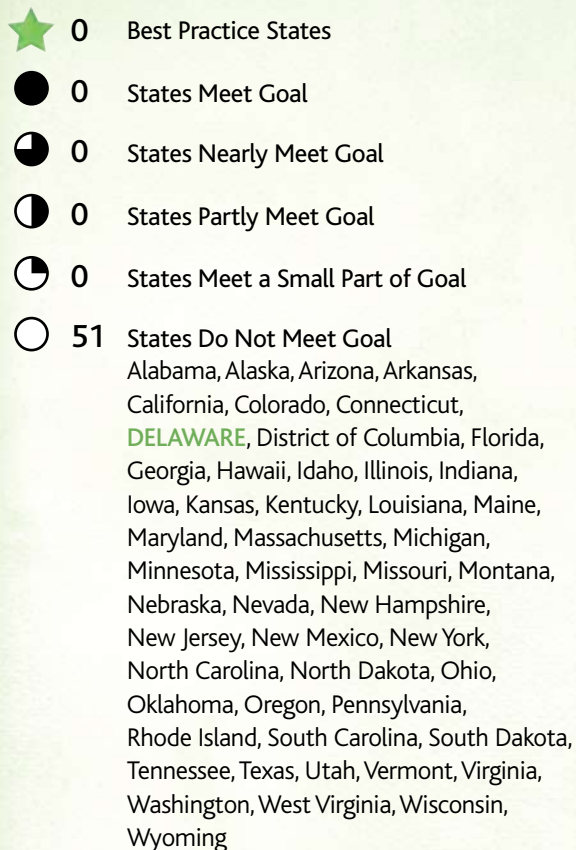 0 Best Practice States
0 States Meet Goal
0 States Nearly Meet Goal
0 States Partly Meet Goal
0 States Meet a Small Part of Goal
51 States Do Not Meet Goal
Alabama, Alaska, Arizona, Arkansas,
California, Colorado, Connecticut,
DELAWARE, District of Columbia, Florida,
Georgia, Hawaii, Idaho, Illinois, Indiana,
Iowa, Kansas, Kentucky, Louisiana, Maine,
Maryland, Massachusetts, Michigan,
Minnesota, Mississippi, Missouri, Montana,
Nebraska, Nevada, New Hampshire,
New Jersey, New Mexico, New York,
North Carolina, North Dakota, Ohio,
Oklahoma, Oregon, Pennsylvania,
Rhode Island, South Carolina, South Dakota,
Tennessee, Texas, Utah, Vermont, Virginia,
Washington, West Virginia, Wisconsin,
Wyoming